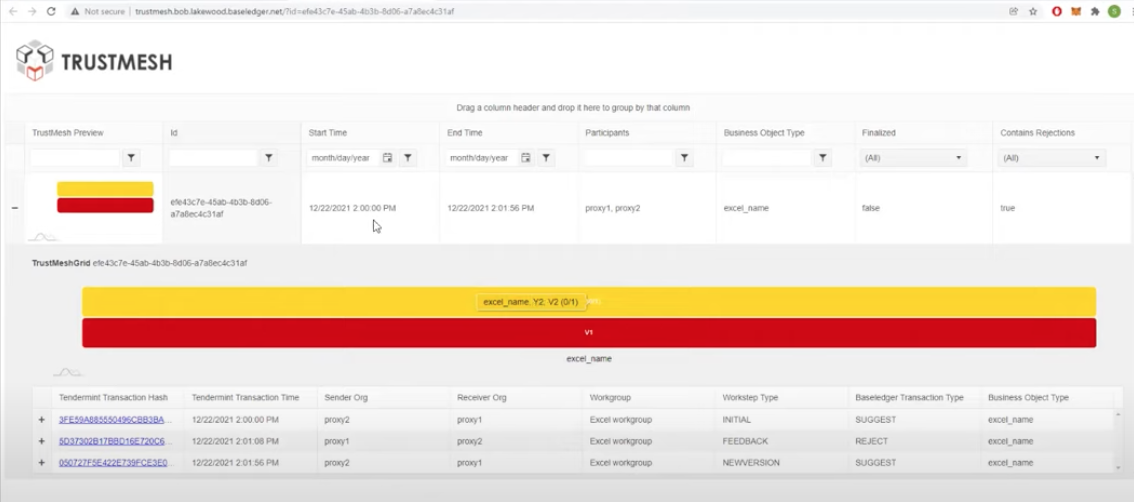 Not secure | trustmesh.bob.lakewood.baseledger.net/?id=efe43c7e-45ab-4b3b-8d06-a7a8ec4c31af
TRUSTMESH
Drag a column header and drop it here to group by that column
TrustMesh Preview Id Start Time End Time Participants Business Object Type Finalized Contains Rejections
month/day/year month/day/year (All) (All)
efe43c7e-45ab-4b3b-8d06-
a7a8ec4c31af
12/22/2021 2:00:00 PM 12/22/2021 2:01:56 PM proxy1, proxy2 excel_name false true
TrustMeshGrid efe43c7e-45ab-4b3b-8d06-a7a8ec4c31af
excel_name, Y2, V2 (0/1)
V1
excel_name
Tendermint Transaction Hash Tendermint Transaction Time Sender Org Receiver Org Workgroup Workstep Type Baseledger Transaction Type Business Object Type
3FE59A885550496CBB3BA... 12/22/2021 2:00:00 PM proxy2 proxy1 Excel workgroup INITIAL SUGGEST excel_name
5D37302B17BBD16E720C6... 12/22/2021 2:01:08 PM proxy1 proxy2 Excel workgroup FEEDBACK REJECT excel_name
050727F5E422E739FCE3E0... 12/22/2021 2:01:56 PM proxy2 proxy1 Excel workgroup NEWVERSION SUGGEST excel_name